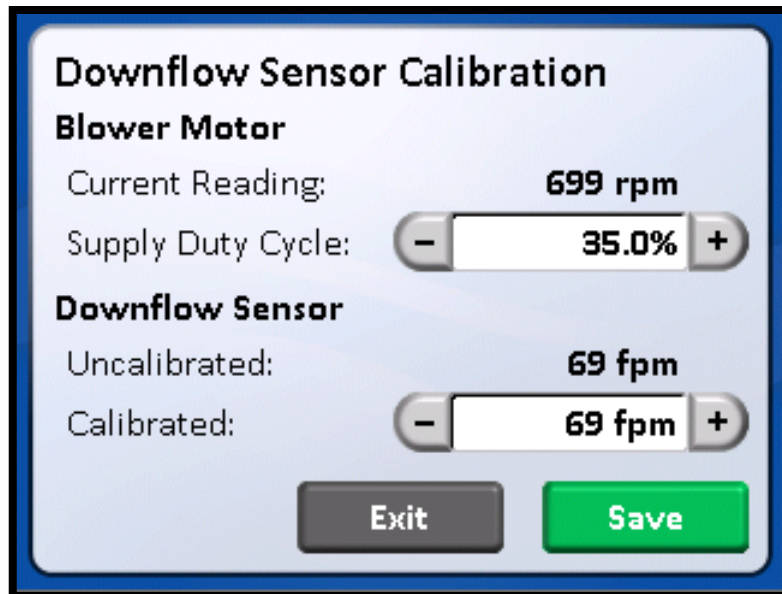 Downflow Sensor Calibration
Blower Motor
Current Reading: 699 rpm
Supply Duty Cycle: − 35.0% +
Downflow Sensor
Uncalibrated: 69 fpm
Calibrated: − 69 fpm +
Exit Save